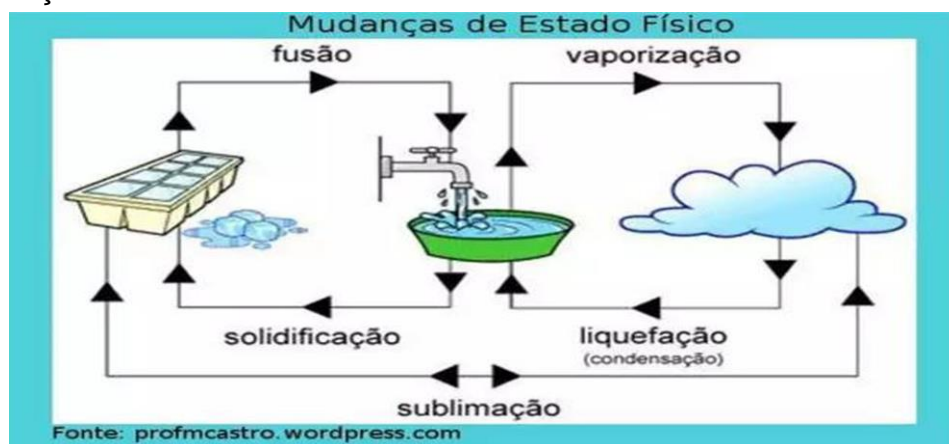 Mudanças de Estado Físico
fusão
vaporização
solidificação
liquefação
(condensação)
sublimação
Fonte: profmcastro.wordpress.com